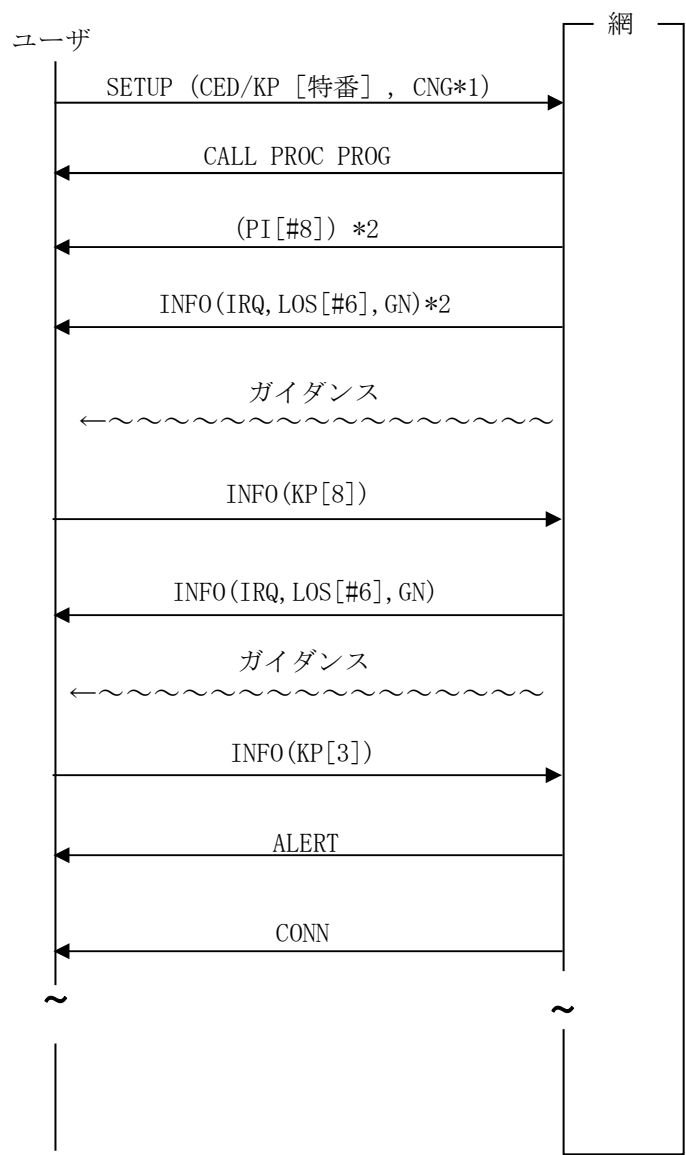 網
ユーザ
SETUP (CED/KP [特番] , CNG*1)
CALL PROC PROG
(PI[#8]) *2
INFO(IRQ,LOS[#6],GN)*2
ガイダンス
←～～～～～～～～～～～～～～～～
INFO(KP[8])
INFO(IRQ,LOS[#6],GN)
ガイダンス
←～～～～～～～～～～～～～～～～
INFO(KP[3])
ALERT
CONN
～
～